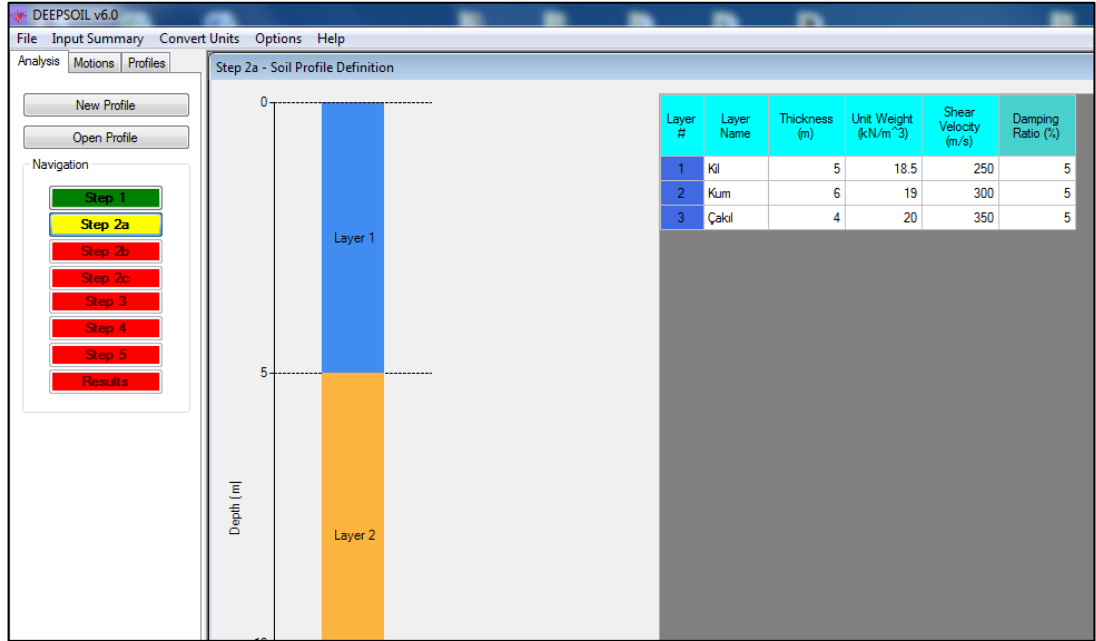 DEEPSOIL v6.0
File Input Summary Convert Units Options Help
Analysis Motions Profiles
New Profile
Open Profile
Navigation
Step 1
Step 2a
Step 2b
Step 2c
Step 3
Step 4
Step 5
Results
Step 2a - Soil Profile Definition
0
5
10
Depth (m)
Layer 1
Layer 2
Layer # Layer Name Thickness (m) Unit Weight (kN/m^3) Shear Velocity (m/s) Damping Ratio (%)
1 Kil 5 18.5 250 5
2 Kum 6 19 300 5
3 Çakıl 4 20 350 5